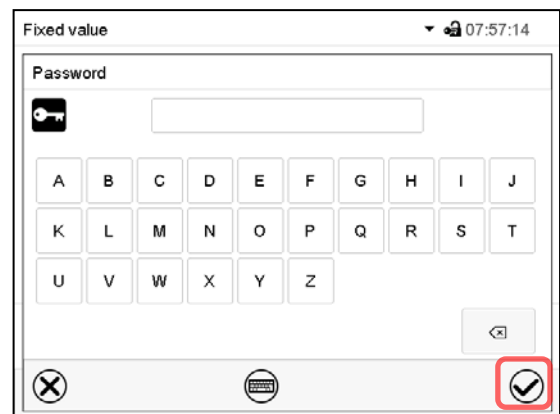 Fixed value 07:57:14
Password
A B C D E F G H I J
K L M N O P Q R S T
U V W X Y Z